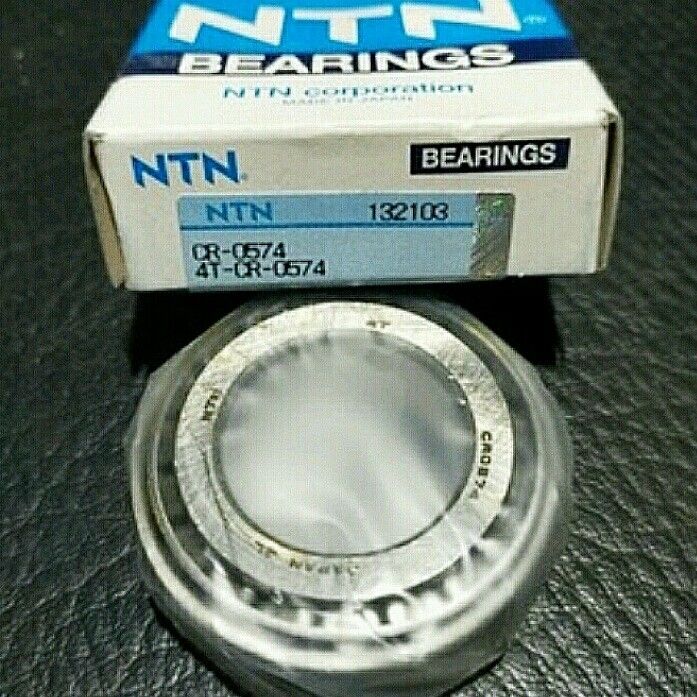 NTN®
BEARINGS
NTN corporation
MADE IN JAPAN
NTN® BEARINGS
NTN 132103
CR-0574
4T-CR-0574
4T
NTN
CR0574
JAPAN